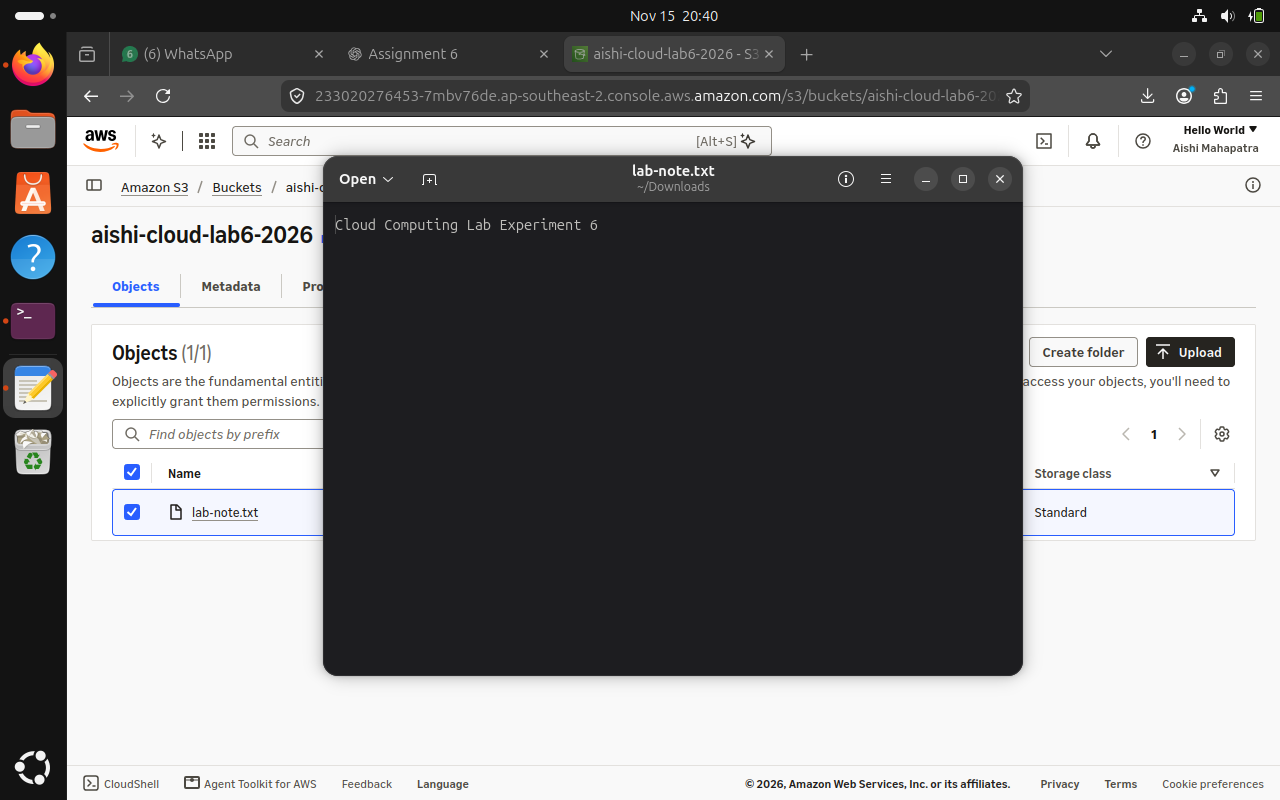 Nov 15 20:40
(6) WhatsApp
Assignment 6
aishi-cloud-lab6-2026 - S3
233020276453-7mbv76de.ap-southeast-2.console.aws.amazon.com/s3/buckets/aishi-cloud-lab6-20
aws
Search
[Alt+S]
Hello World
Aishi Mahapatra
Amazon S3 / Buckets / aishi-c
Open
lab-note.txt
~/Downloads
Cloud Computing Lab Experiment 6
aishi-cloud-lab6-2026
Objects
Metadata
Pro
Objects (1/1)
Create folder
Upload
Objects are the fundamental entiti
access your objects, you'll need to
explicitly grant them permissions.
Find objects by prefix
1
Name
Storage class
lab-note.txt
Standard
CloudShell
Agent Toolkit for AWS
Feedback
Language
© 2026, Amazon Web Services, Inc. or its affiliates.
Privacy
Terms
Cookie preferences